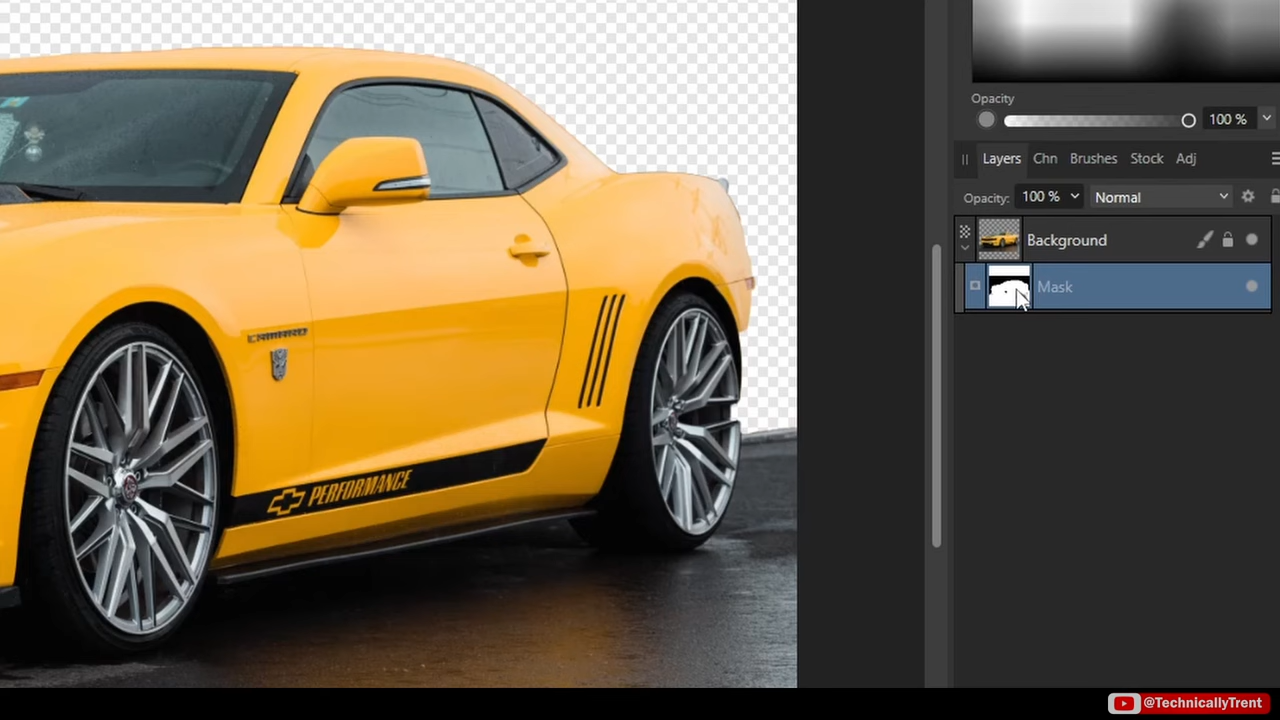 Opacity
100 %
Layers Chn Brushes Stock Adj
Opacity: 100 % Normal
Background
Mask
CAMARO
PERFORMANCE
@TechnicallyTrent